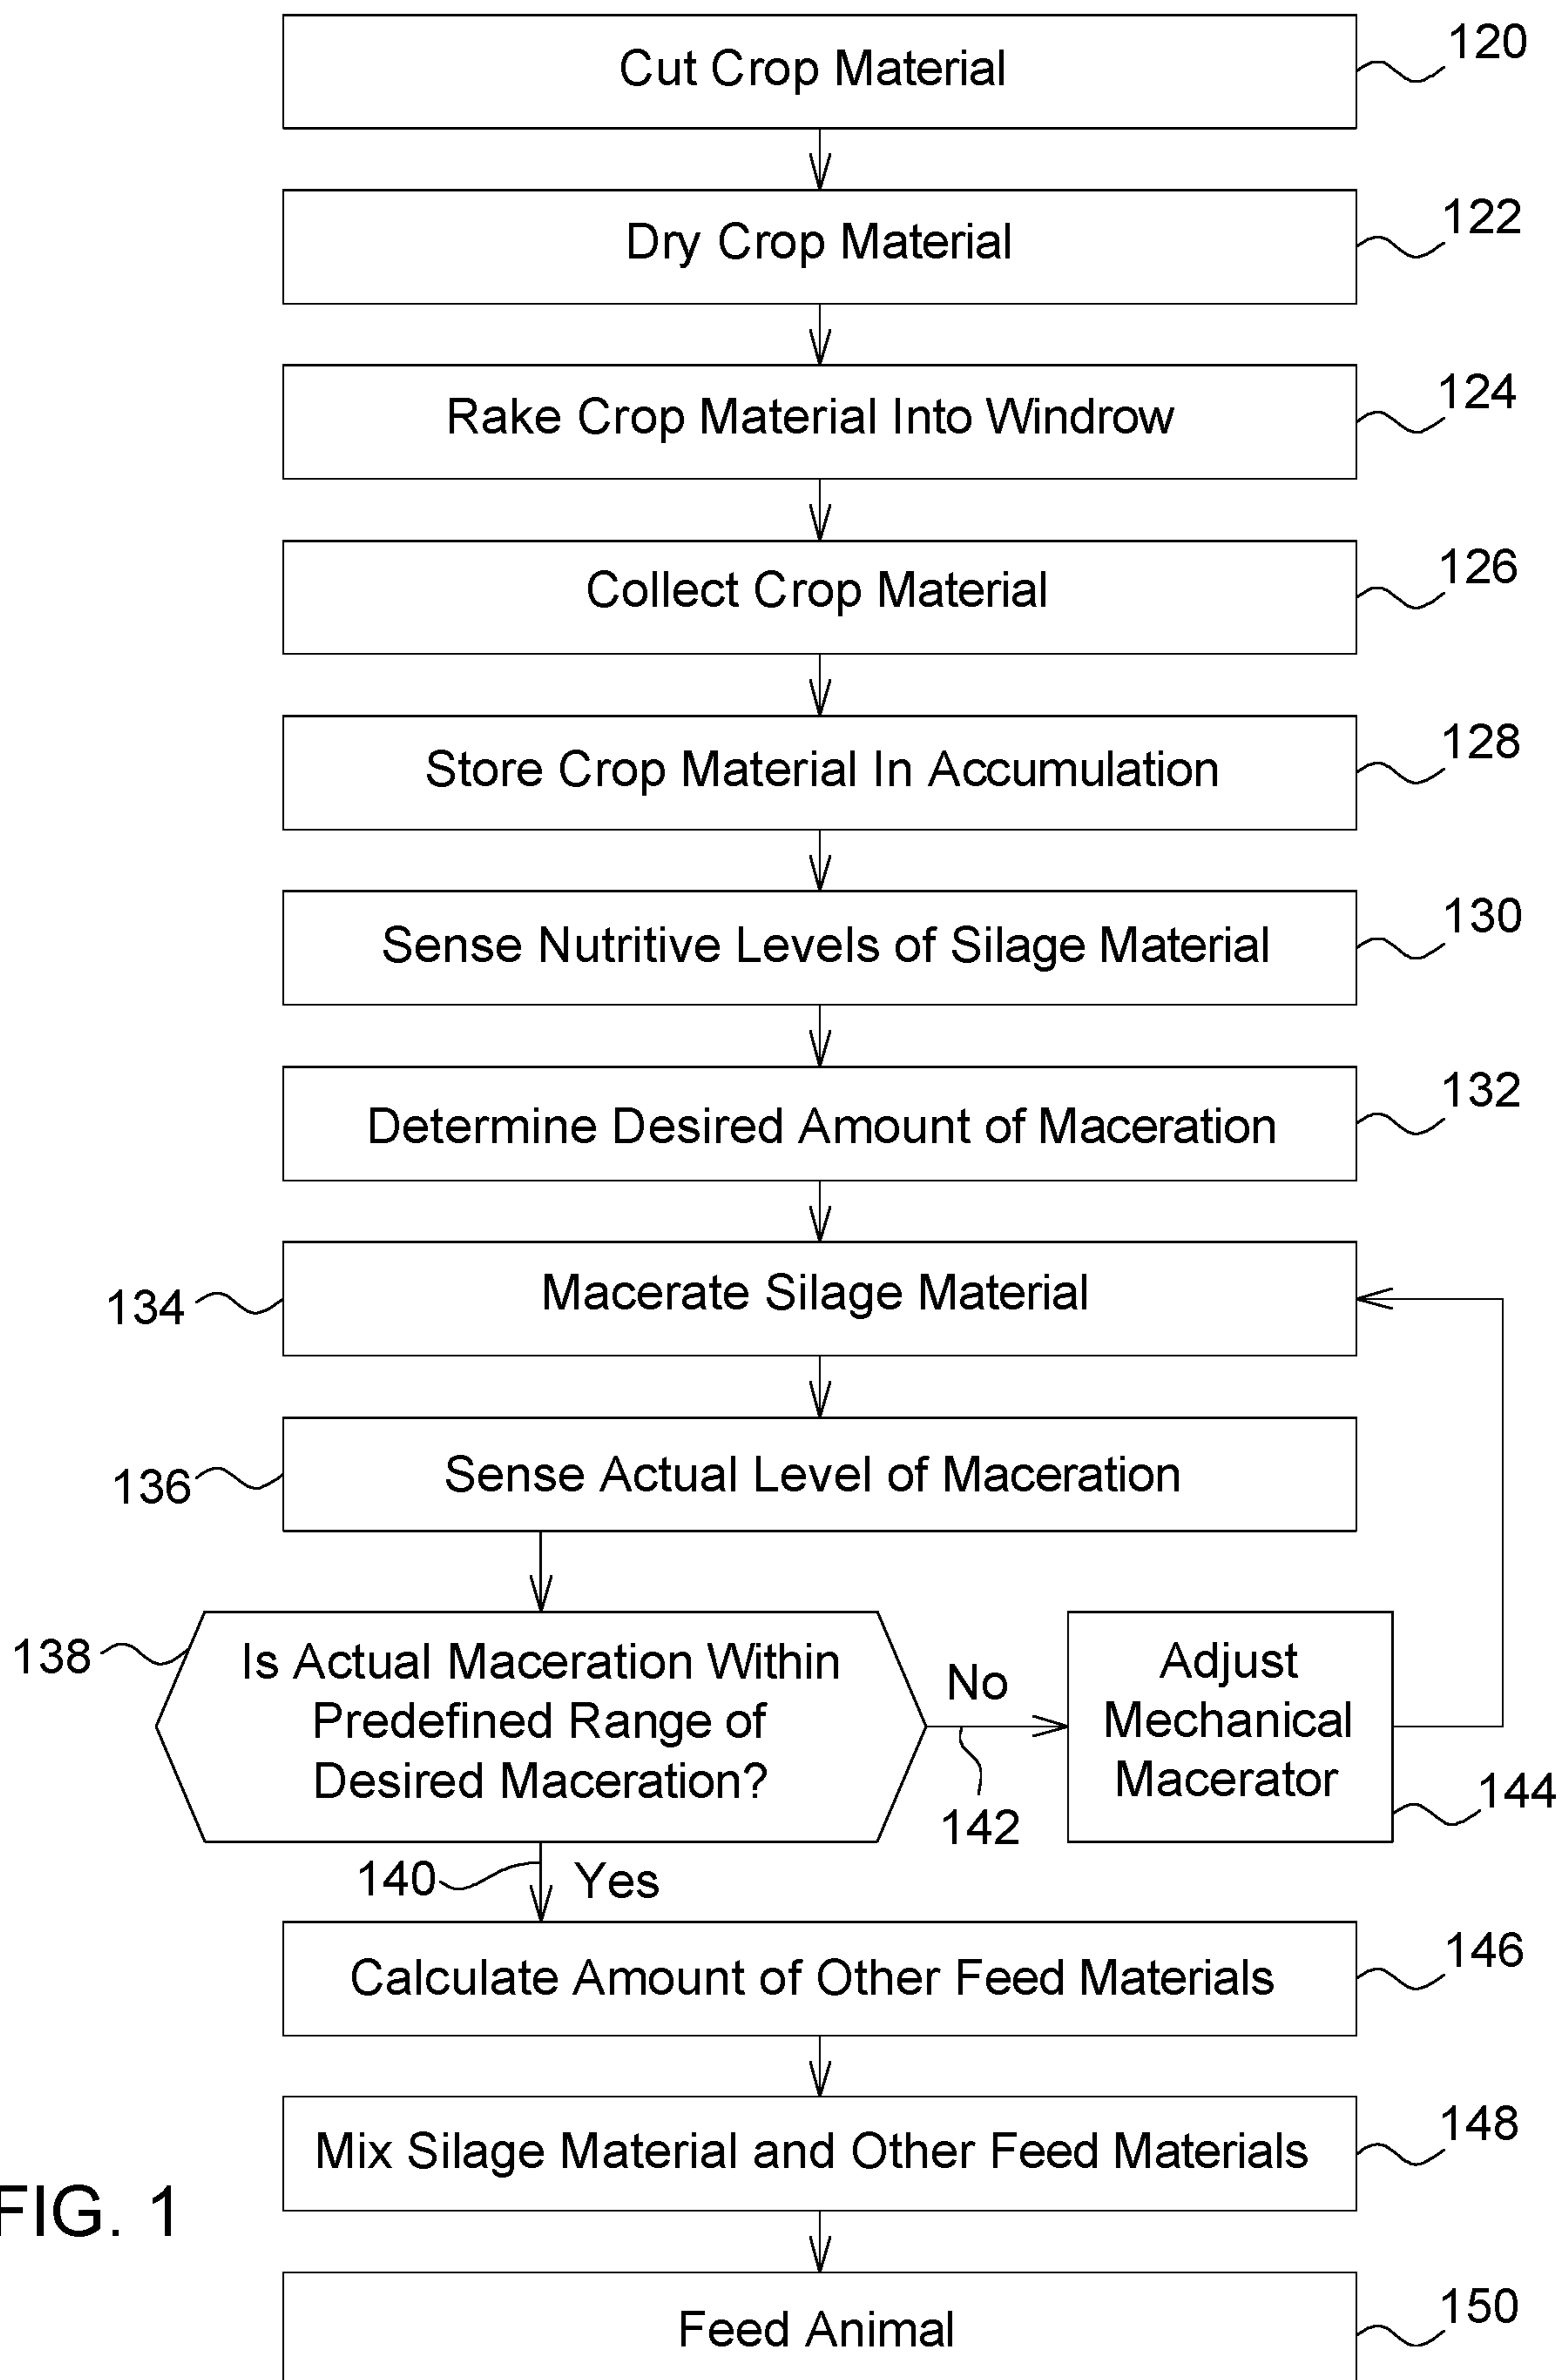 Cut Crop Material
120
Dry Crop Material
122
Rake Crop Material Into Windrow
124
Collect Crop Material
126
Store Crop Material In Accumulation
128
Sense Nutritive Levels of Silage Material
130
Determine Desired Amount of Maceration
132
Macerate Silage Material
134
Sense Actual Level of Maceration
136
138
Is Actual Maceration Within
Predefined Range of
Desired Maceration?
No
142
Adjust
Mechanical
Macerator
144
140
Yes
Calculate Amount of Other Feed Materials
146
Mix Silage Material and Other Feed Materials
148
FIG. 1
Feed Animal
150